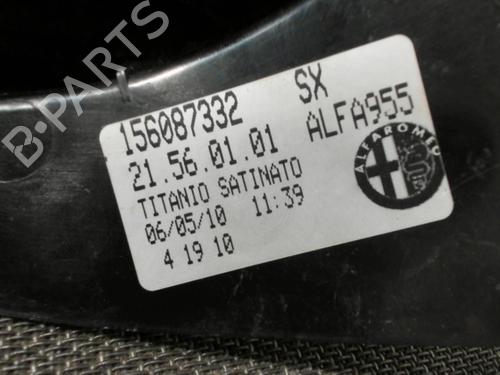 B-PARTS
156087332 SX
21.56.01.01 ALFA955
TITANIO SATINATO
06/05/10 11:39
4 19 10
ALFA ROMEO